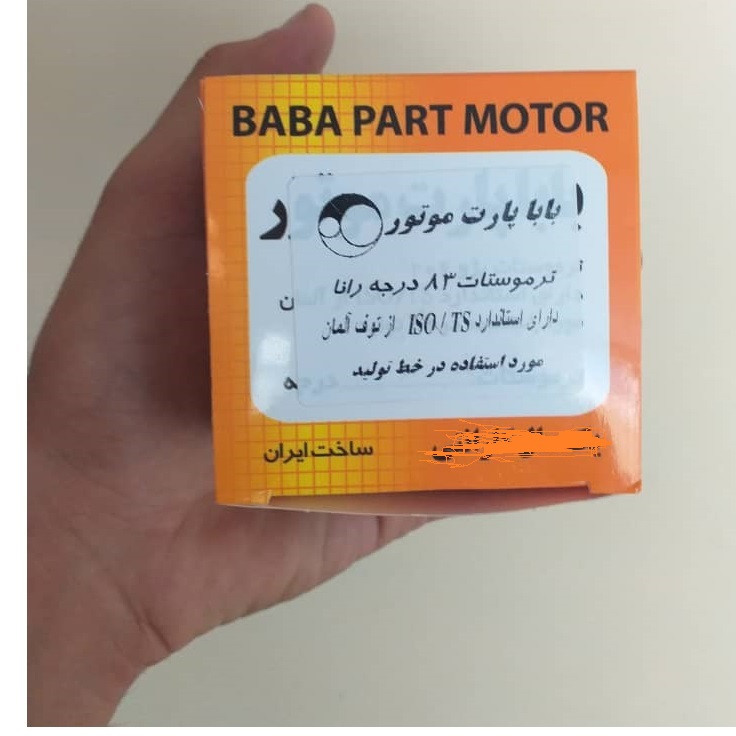 BABA PART MOTOR
بابا پارت موتور
ترموستات ۸۳ درجه رانا
دارای استاندارد ISO / TS از توف آلمان
مورد استفاده در خط تولید
ساخت ایران